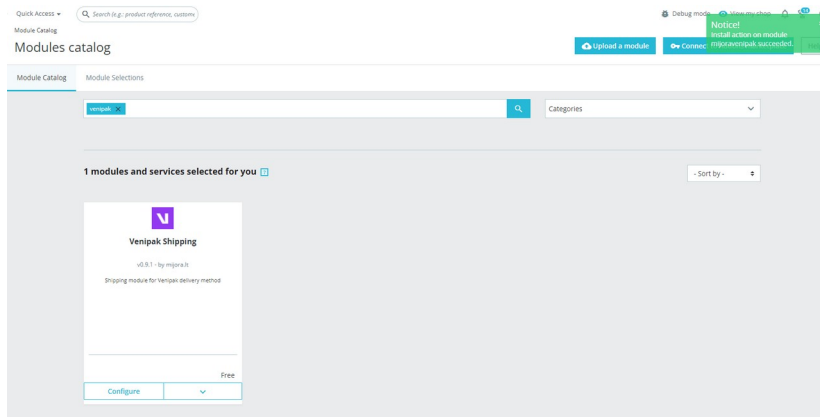 Quick Access
Search (e.g.: product reference, custome
Debug mode
View my shop
Notice!
Install action on module
mijoravenipak succeeded.
Module Catalog
Modules catalog
Upload a module
Connec
Module Catalog
Module Selections
venipak
Categories
1 modules and services selected for you
- Sort by -
Venipak Shipping
v0.9.1 - by mijora.lt
Shipping module for Venipak delivery method
Free
Configure